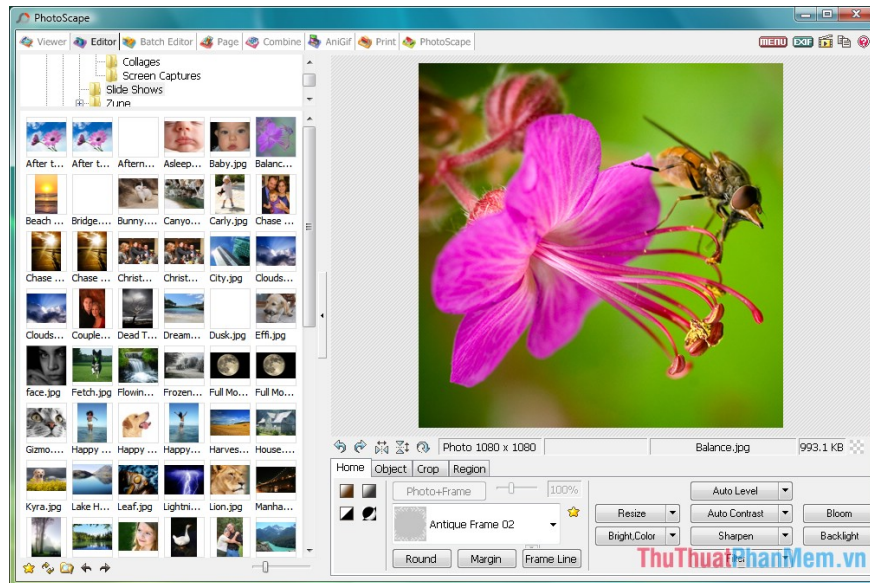 PhotoScape
Viewer Editor Batch Editor Page Combine AniGif Print PhotoScape MENU EXIF
Collages
Screen Captures
Slide Shows
Zune
After t... After t... Aftern... Asleep... Baby.jpg Balanc...
Beach ... Bridge.... Bunny.... Canyo... Carly.jpg Chase ...
Chase ... Chase ... Christ... Christ... City.jpg Clouds...
Clouds... Couple... Dead T... Dream... Dusk.jpg Effi.jpg
face.jpg Fetch.jpg Flowin... Frozen... Full Mo... Full Mo...
Gizmo.... Happy ... Happy ... Happy... Harves... House....
Kyra.jpg Lake H... Leaf.jpg Lightni... Lion.jpg Manha...
Photo 1080 x 1080 Balance.jpg 993.1 KB
Home Object Crop Region
Photo+Frame 100%
Antique Frame 02
Round Margin Frame Line
Auto Level
Resize Auto Contrast Bloom
Bright,Color Sharpen Backlight
Filter
ThuThuatPhanMem.vn